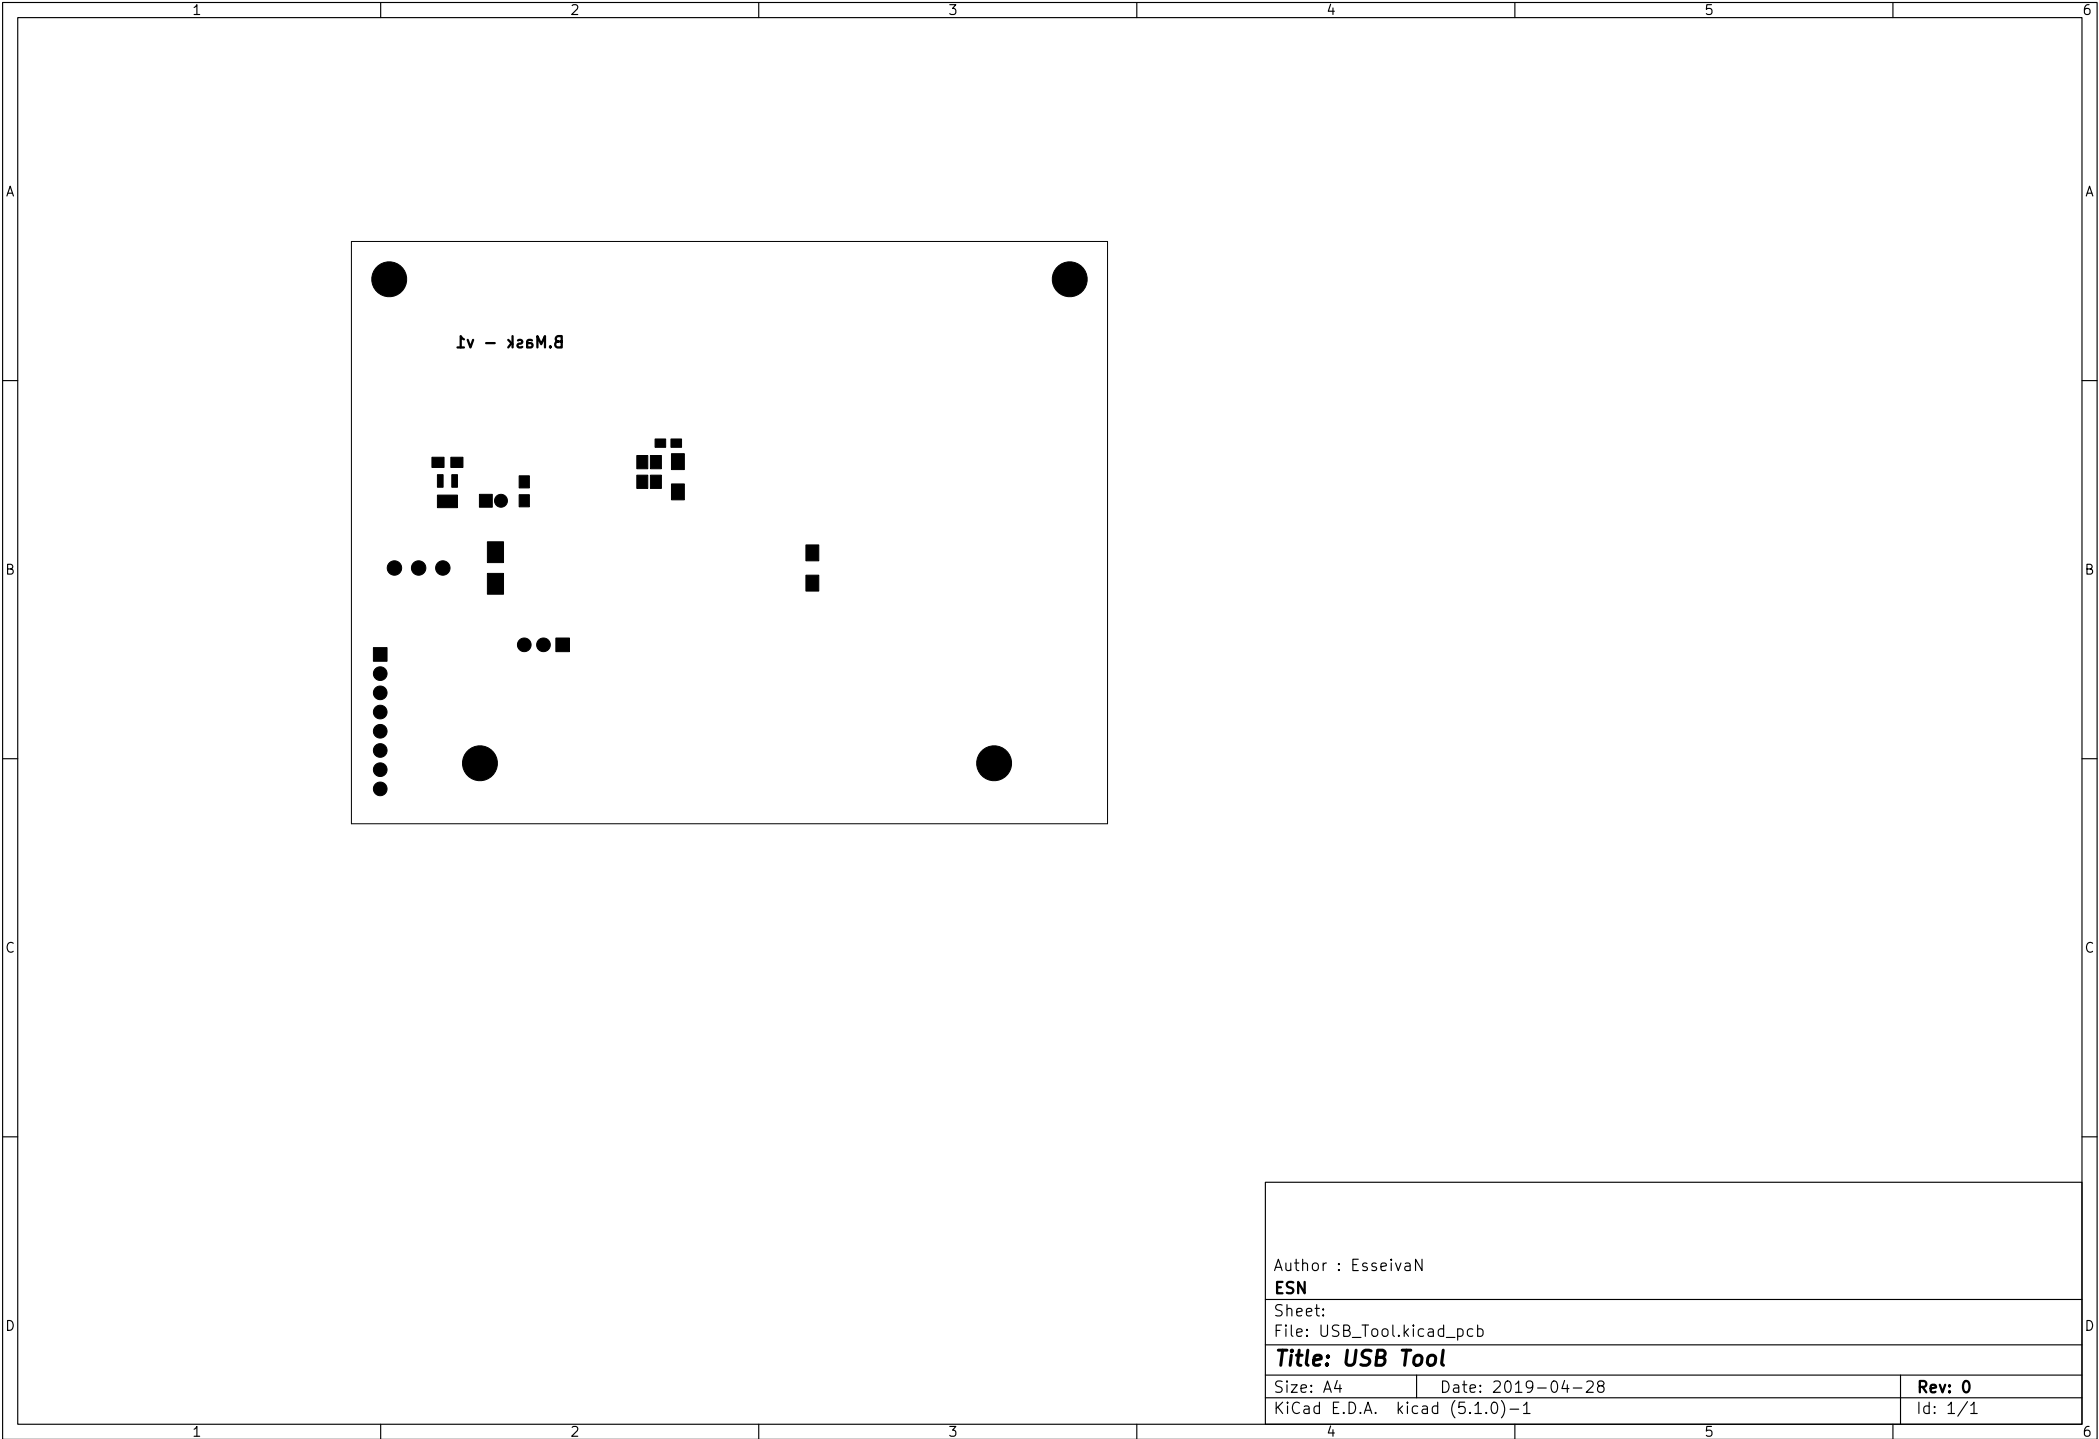 1 2 3 4 5 6
A A
B.Mask - v1
B B
C C
Author : EsseivaN
ESN
Sheet:
File: USB_Tool.kicad_pcb
D D
Title: USB Tool
Size: A4 Date: 2019-04-28 Rev: 0
KiCad E.D.A. kicad (5.1.0)-1 Id: 1/1
1 2 3 4 5 6